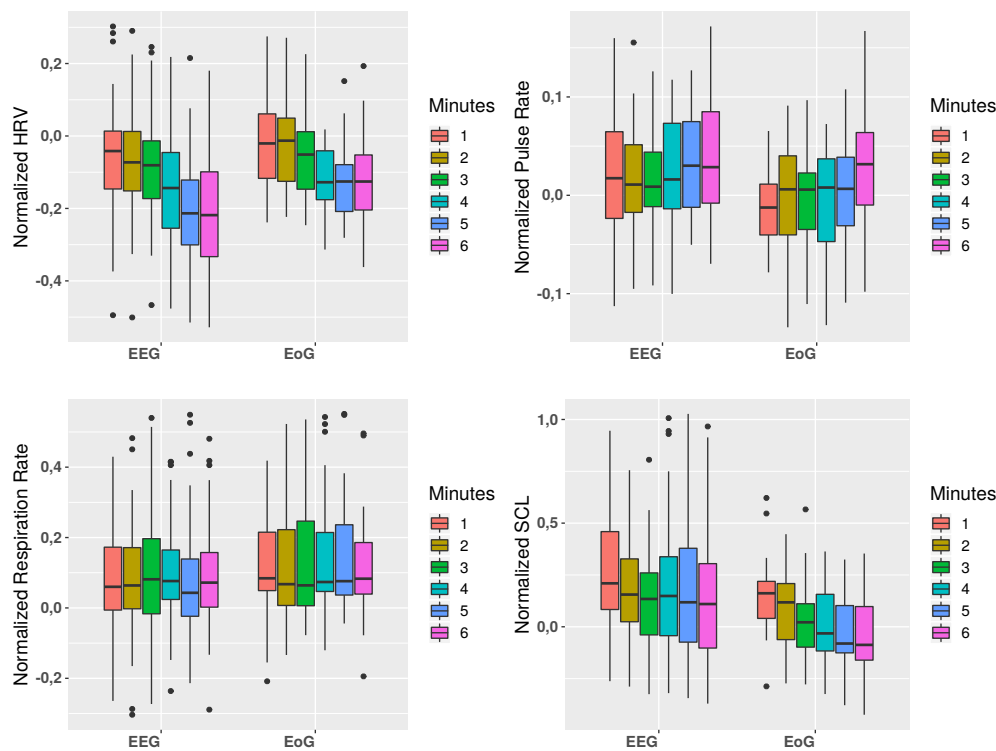 Normalized HRV
0,2
0,0
-0,2
-0,4
EEG
EoG
Minutes
1
2
3
4
5
6
Normalized Pulse Rate
0,1
0,0
-0,1
EEG
EoG
Minutes
1
2
3
4
5
6
Normalized Respiration Rate
0,4
0,2
0,0
-0,2
EEG
EoG
Minutes
1
2
3
4
5
6
Normalized SCL
1,0
0,5
0,0
EEG
EoG
Minutes
1
2
3
4
5
6